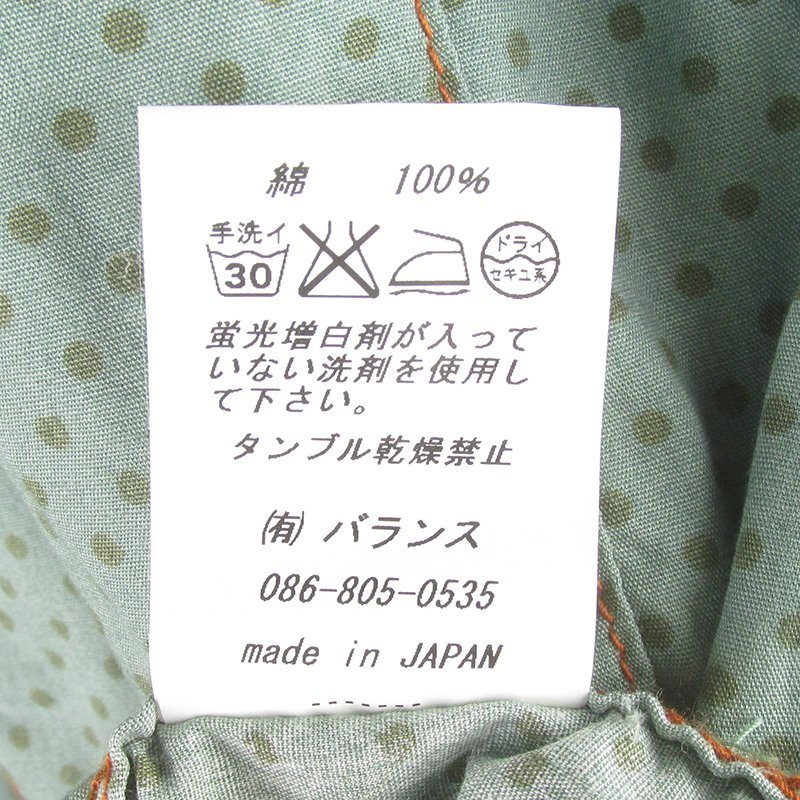 綿 100%
手洗イ
30
ドライ
セキユ系
蛍光増白剤が入って
いない洗剤を使用し
て下さい。
タンブル乾燥禁止
㈲バランス
086-805-0535
made in JAPAN